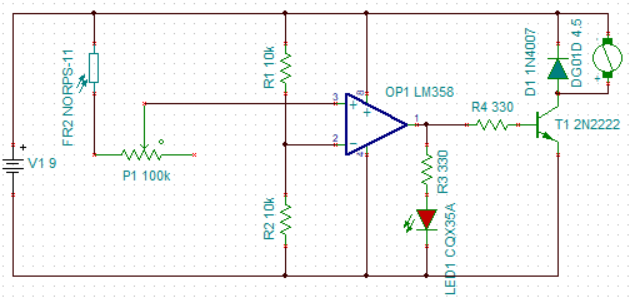 FR2 NORPS-11
R1 10k
D1 1N4007
DG01D 4.5
-
+
OP1 LM358
8
3
+
+
1
R4 330
T1 2N2222
2
-
4
+
V1 9
P1 100k
R3 330
R2 10k
LED1 CQX35A